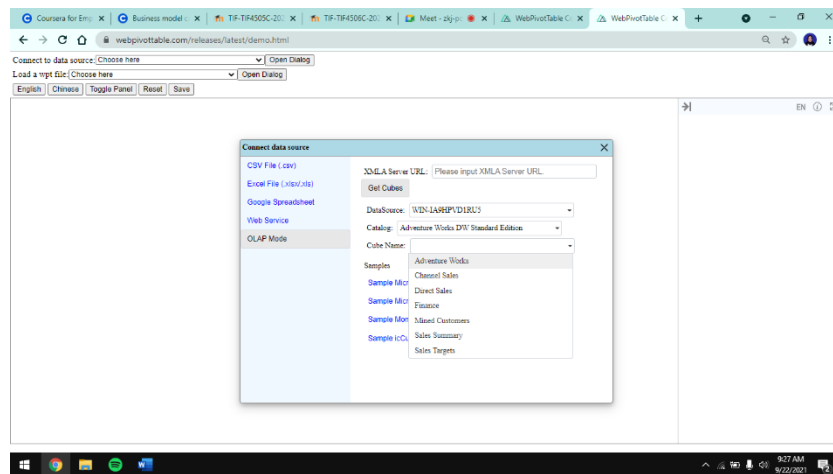 Coursera for Emp
Business model c
TIF-TIF4505C-202
TIF-TIF4506C-202
Meet - zkj-p
WebPivotTable C
WebPivotTable C
webpivottable.com/releases/latest/demo.html
Connect to data source: Choose here Open Dialog
Load a wpt file: Choose here Open Dialog
English Chinese Toggle Panel Reset Save
EN
Connect data source
CSV File (.csv)
Excel File (.xlsx/.xls)
Google Spreadsheet
Web Service
OLAP Mode
XMLA Server URL: Please input XMLA Server URL.
Get Cubes
DataSource: WIN-IA9HPVD1RU5
Catalog: Adventure Works DW Standard Edition
Cube Name:
Adventure Works
Channel Sales
Direct Sales
Finance
Mined Customers
Sales Summary
Sales Targets
Samples
Sample Micr
Sample Micr
Sample Mon
Sample icCu
9:27 AM
9/22/2021